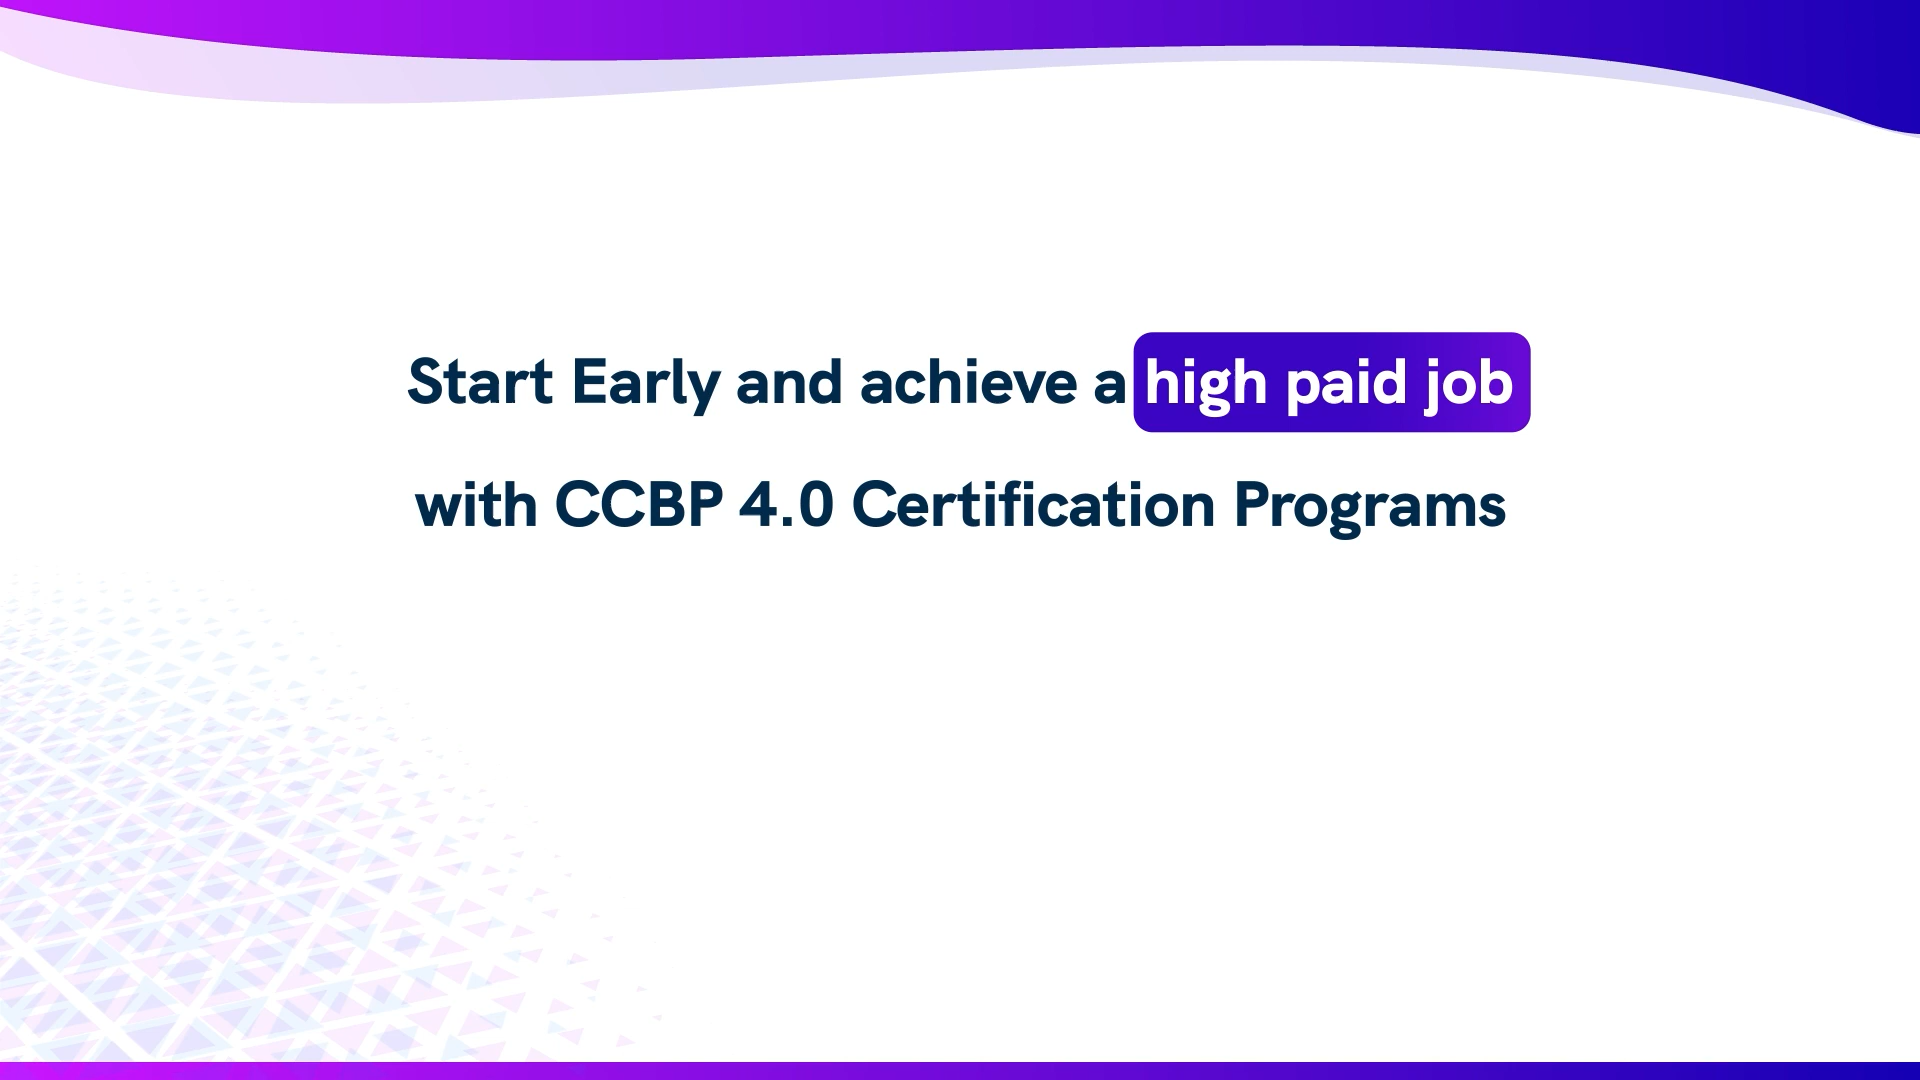 Start Early and achieve a high paid job
with CCBP 4.0 Certification Programs